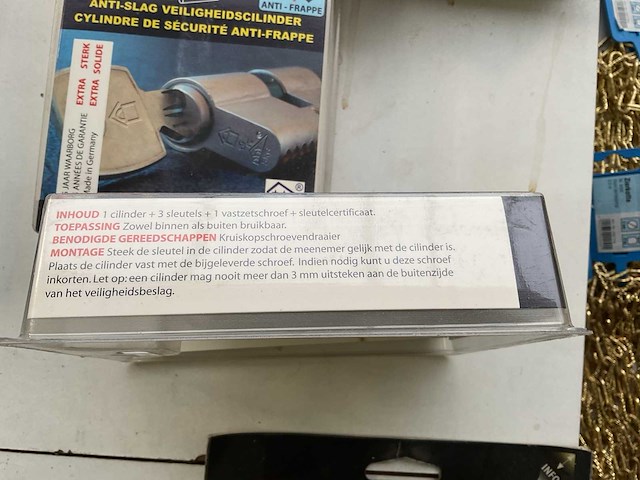 ANTI - FRAPPE
ANTI-SLAG VEILIGHEIDSCILINDER
CYLINDRE DE SÉCURITÉ ANTI-FRAPPE
JAAR WAARBORG
ANNÉES DE GARANTIE
Made in Germany
EXTRA STERK
EXTRA SOLIDE
INHOUD 1 cilinder + 3 sleutels + 1 vastzetschroef + sleutelcertificaat.
TOEPASSING Zowel binnen als buiten bruikbaar.
BENODIGDE GEREEDSCHAPPEN Kruiskopschroevendraaier
MONTAGE Steek de sleutel in de cilinder zodat de meenemer gelijk met de cilinder is.
Plaats de cilinder vast met de bijgeleverde schroef. Indien nodig kunt u deze schroef
inkorten. Let op: een cilinder mag nooit meer dan 3 mm uitsteken aan de buitenzijde
van het veiligheidsbeslag.
INFO